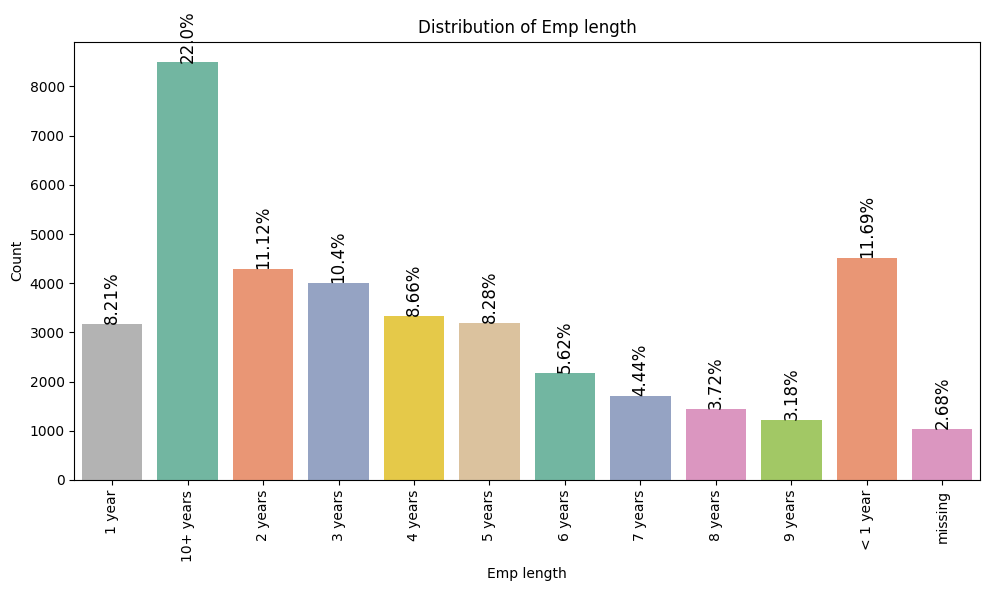 Distribution of Emp length
22.0%
8.21%
11.12%
10.4%
8.66%
8.28%
5.62%
4.44%
3.72%
3.18%
11.69%
2.68%
Count
8000
7000
6000
5000
4000
3000
2000
1000
0
1 year
10+ years
2 years
3 years
4 years
5 years
6 years
7 years
8 years
9 years
< 1 year
missing
Emp length